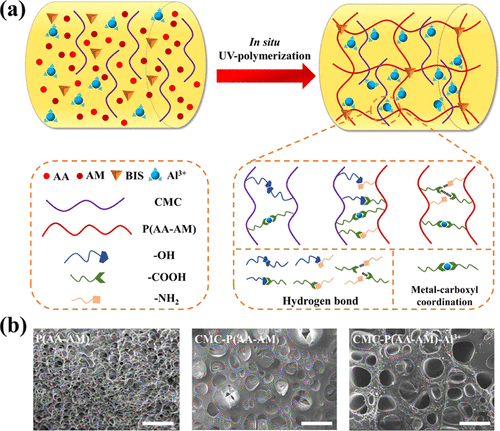 (a)
In situ
UV-polymerization
AA AM BIS Al³⁺
CMC
P(AA-AM)
-OH
-COOH
-NH₂
Hydrogen bond
Metal-carboxyl
coordination
(b)
P(AA-AM)
CMC-P(AA-AM)
CMC-P(AA-AM)-Al³⁺